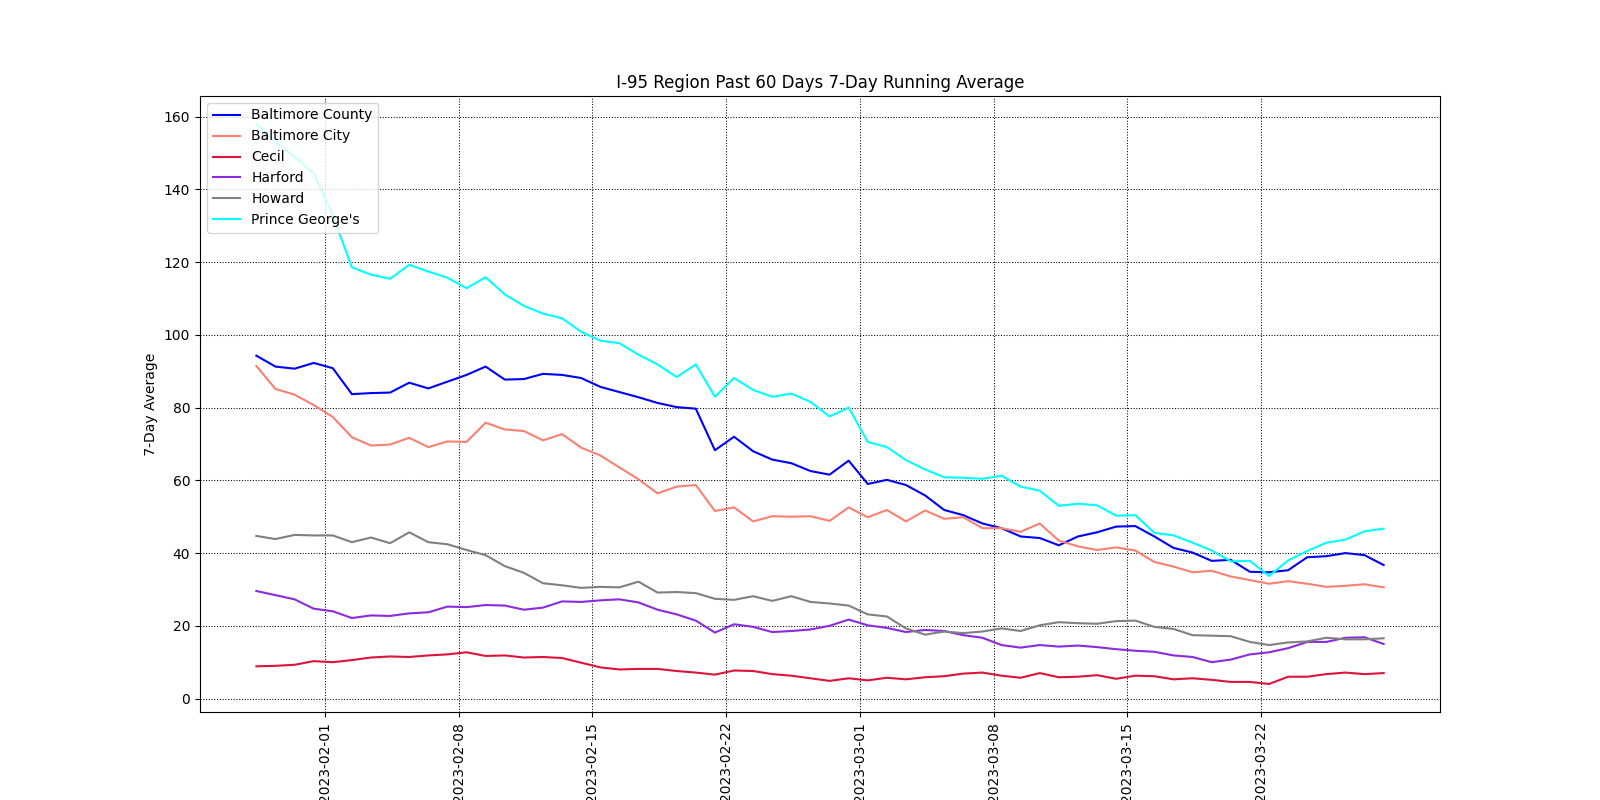 I-95 Region Past 60 Days 7-Day Running Average
Baltimore County
Baltimore City
Cecil
Harford
Howard
Prince George's
160
140
120
100
80
60
40
20
0
7-Day Average
2023-02-01
2023-02-08
2023-02-15
2023-02-22
2023-03-01
2023-03-08
2023-03-15
2023-03-22